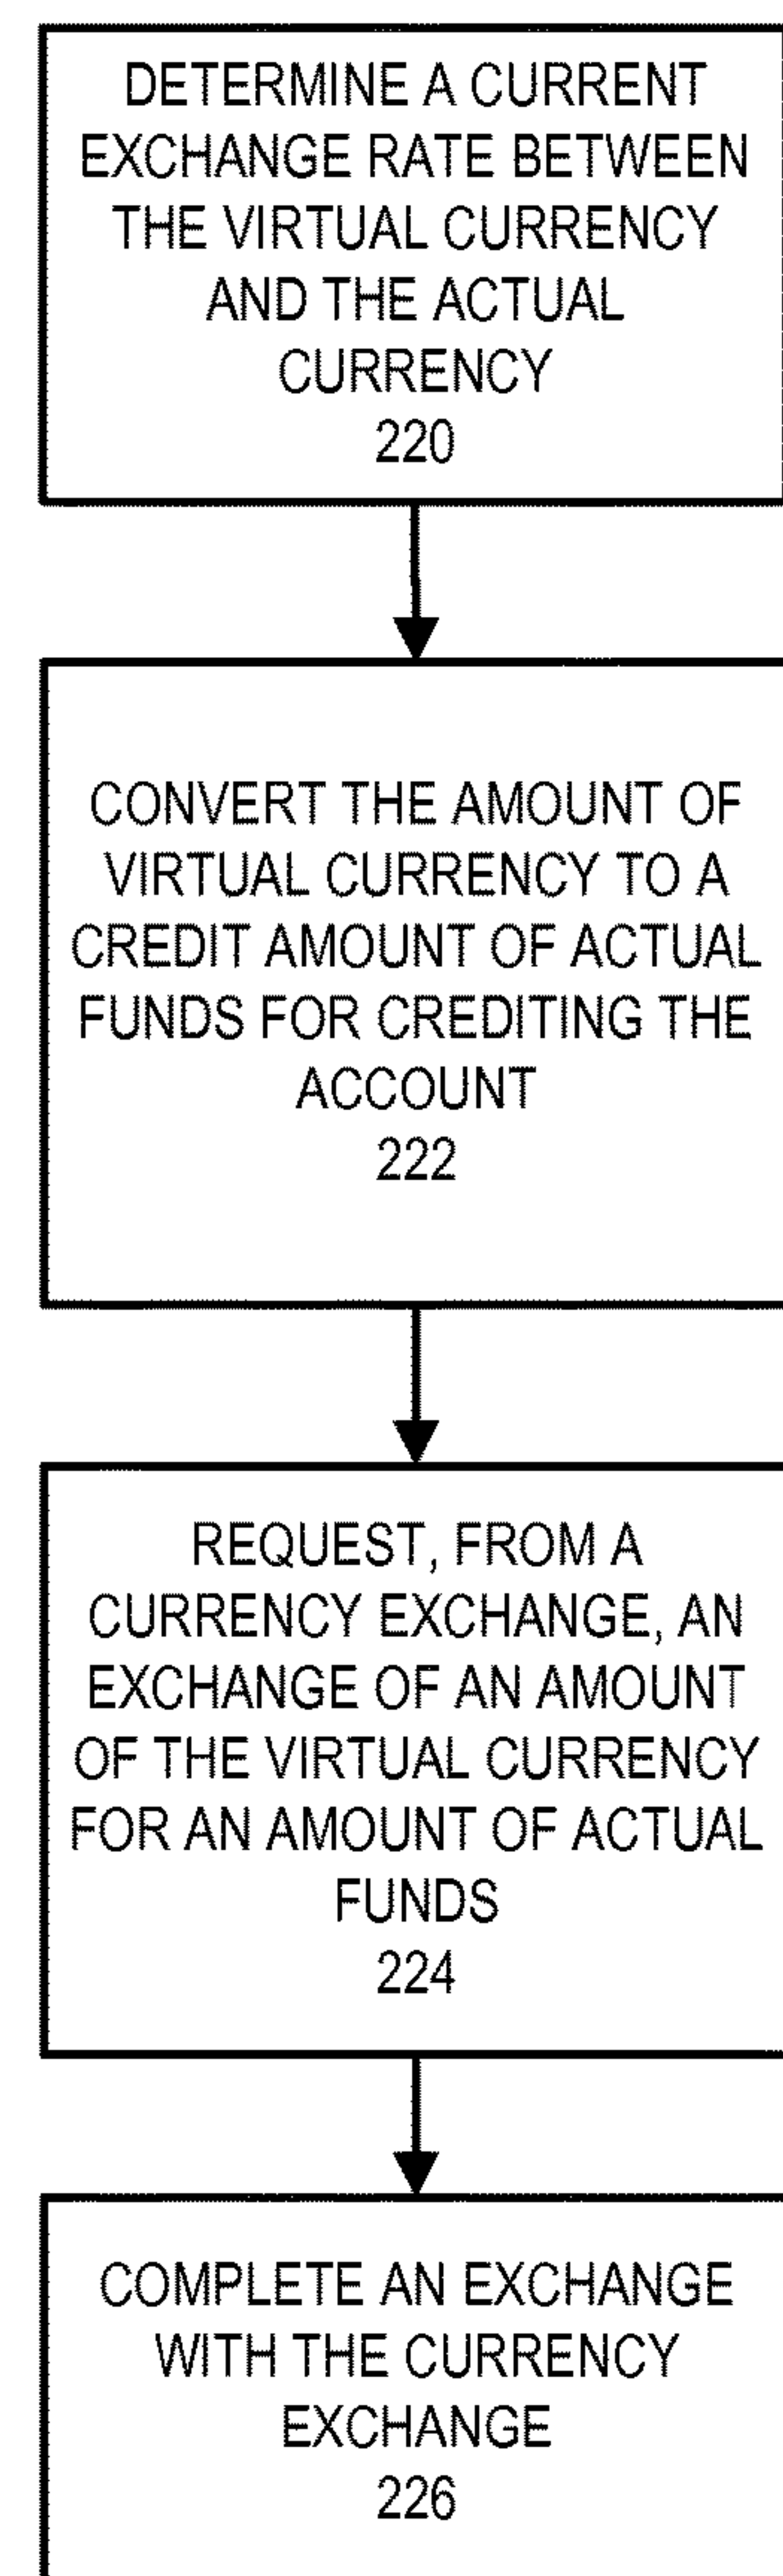 DETERMINE A CURRENT
EXCHANGE RATE BETWEEN
THE VIRTUAL CURRENCY
AND THE ACTUAL
CURRENCY
220
CONVERT THE AMOUNT OF
VIRTUAL CURRENCY TO A
CREDIT AMOUNT OF ACTUAL
FUNDS FOR CREDITING THE
ACCOUNT
222
REQUEST, FROM A
CURRENCY EXCHANGE, AN
EXCHANGE OF AN AMOUNT
OF THE VIRTUAL CURRENCY
FOR AN AMOUNT OF ACTUAL
FUNDS
224
COMPLETE AN EXCHANGE
WITH THE CURRENCY
EXCHANGE
226